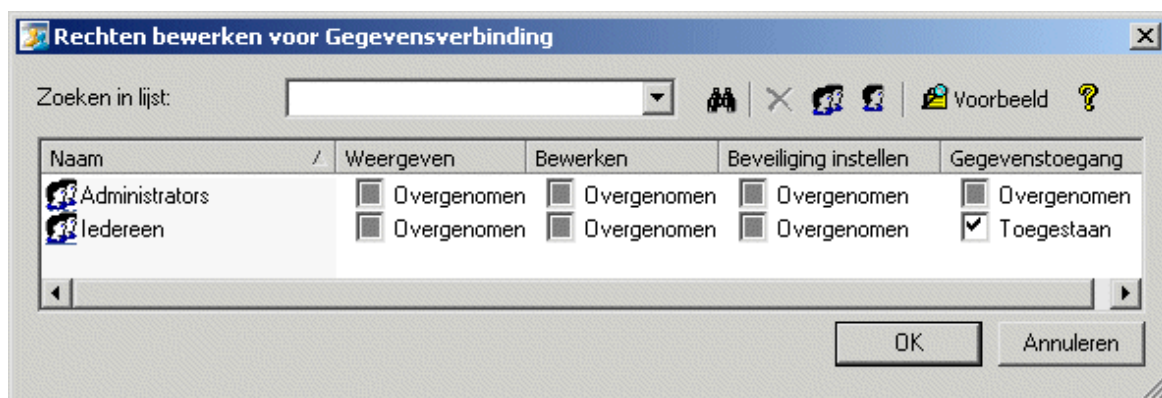 Rechten bewerken voor Gegevensverbinding
Zoeken in lijst: Voorbeeld
Naam Weergeven Bewerken Beveiliging instellen Gegevenstoegang
Administrators Overgenomen Overgenomen Overgenomen Overgenomen
Iedereen Overgenomen Overgenomen Overgenomen Toegestaan
OK Annuleren